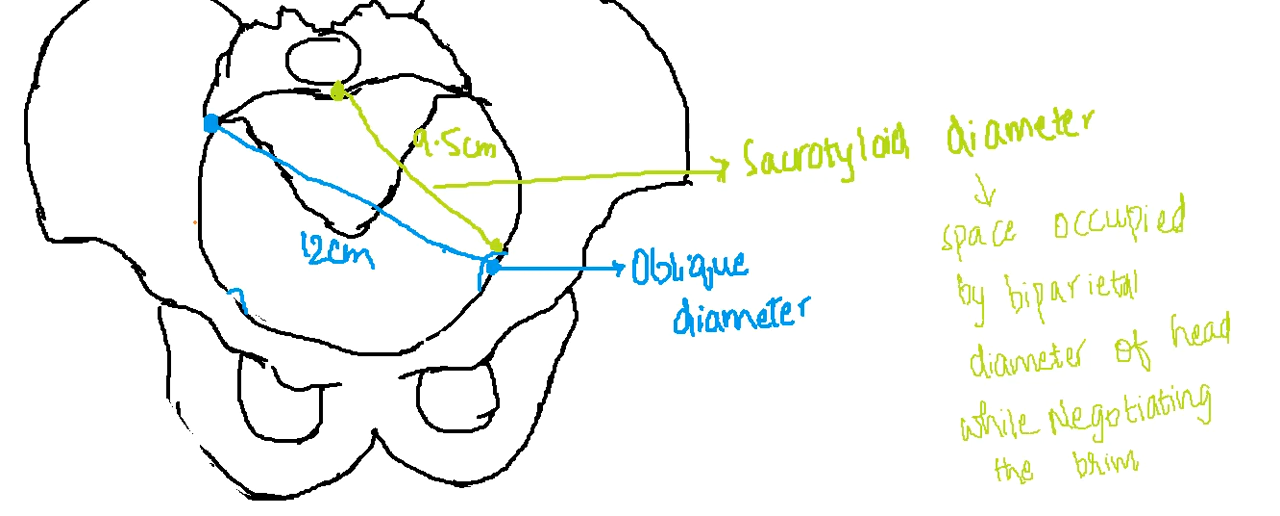 9.5cm
Sacrotyloid diameter
space occupied
by biparietal
diameter of head
while Negotiating
the brim
12cm
Oblique
diameter